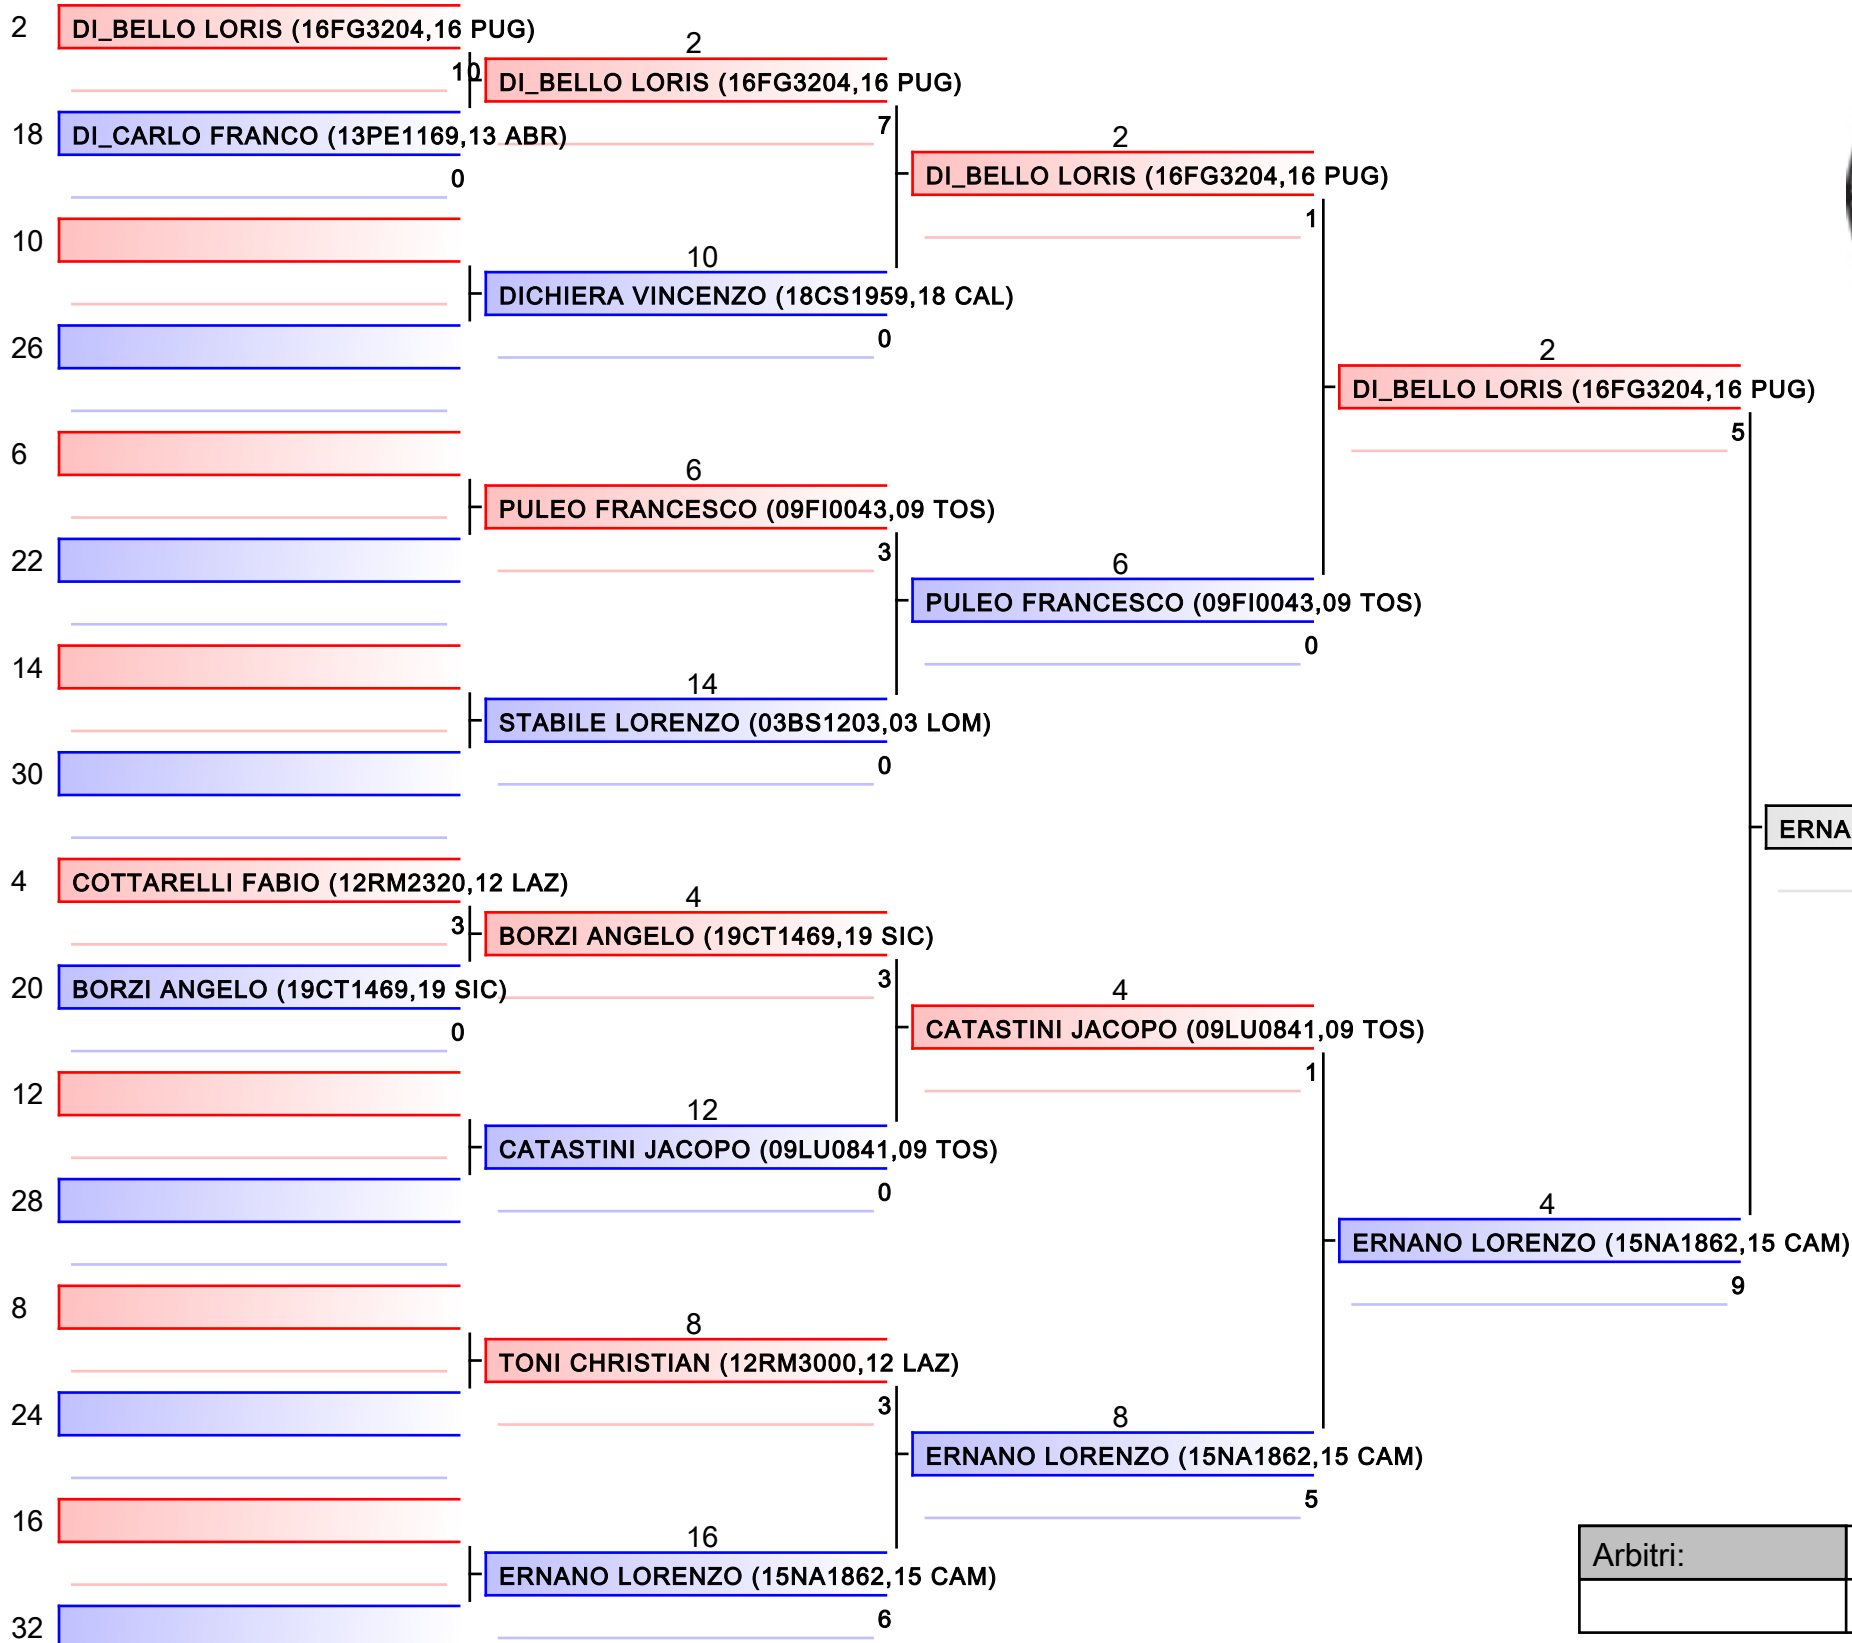 2
DI_BELLO LORIS (16FG3204,16 PUG)
10
18
DI_CARLO FRANCO (13PE1169,13 ABR)
0
10
26
6
22
14
30
4
COTTARELLI FABIO (12RM2320,12 LAZ)
3
20
BORZI ANGELO (19CT1469,19 SIC)
0
12
28
8
24
16
32
2
DI_BELLO LORIS (16FG3204,16 PUG)
7
10
DICHIERA VINCENZO (18CS1959,18 CAL)
0
6
PULEO FRANCESCO (09FI0043,09 TOS)
3
14
STABILE LORENZO (03BS1203,03 LOM)
0
4
BORZI ANGELO (19CT1469,19 SIC)
3
12
CATASTINI JACOPO (09LU0841,09 TOS)
0
8
TONI CHRISTIAN (12RM3000,12 LAZ)
3
16
ERNANO LORENZO (15NA1862,15 CAM)
6
2
DI_BELLO LORIS (16FG3204,16 PUG)
1
6
PULEO FRANCESCO (09FI0043,09 TOS)
0
4
CATASTINI JACOPO (09LU0841,09 TOS)
1
8
ERNANO LORENZO (15NA1862,15 CAM)
5
2
DI_BELLO LORIS (16FG3204,16 PUG)
5
4
ERNANO LORENZO (15NA1862,15 CAM)
9
ERNA
Arbitri: